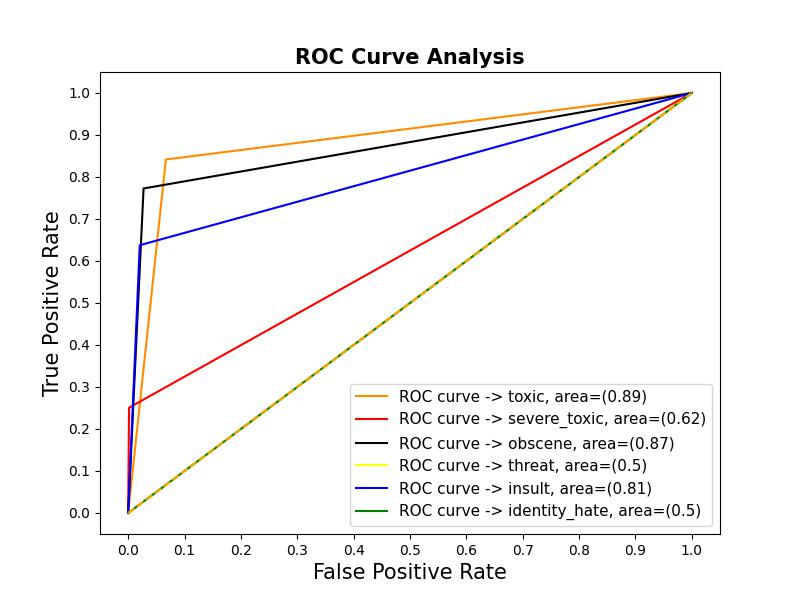 ROC Curve Analysis
True Positive Rate
1.0
0.9
0.8
0.7
0.6
0.5
0.4
0.3
0.2
0.1
0.0
ROC curve -> toxic, area=(0.89)
ROC curve -> severe_toxic, area=(0.62)
ROC curve -> obscene, area=(0.87)
ROC curve -> threat, area=(0.5)
ROC curve -> insult, area=(0.81)
ROC curve -> identity_hate, area=(0.5)
0.0 0.1 0.2 0.3 0.4 0.5 0.6 0.7 0.8 0.9 1.0
False Positive Rate